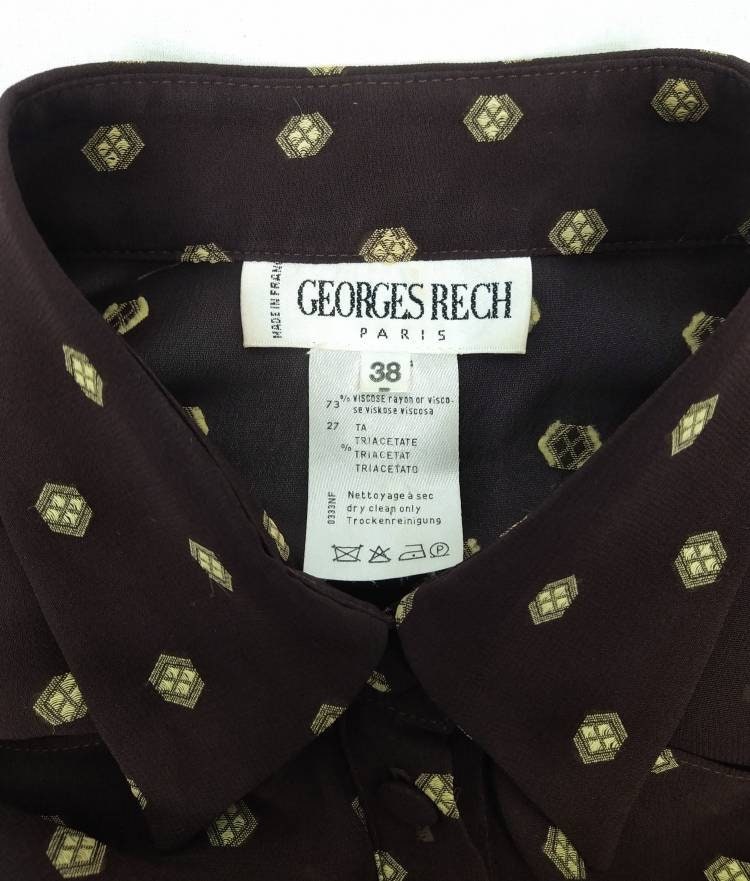 MADE IN FRAN
GEORGES RECH
PARIS
38
73 % VISCOSE rayon or visco-
se viskose viscosa
27 TA
% TRIACETATE
TRIACETAT
TRIACETATO
0333NF
Nettoyage à sec
dry clean only
Trockenreinigung
P